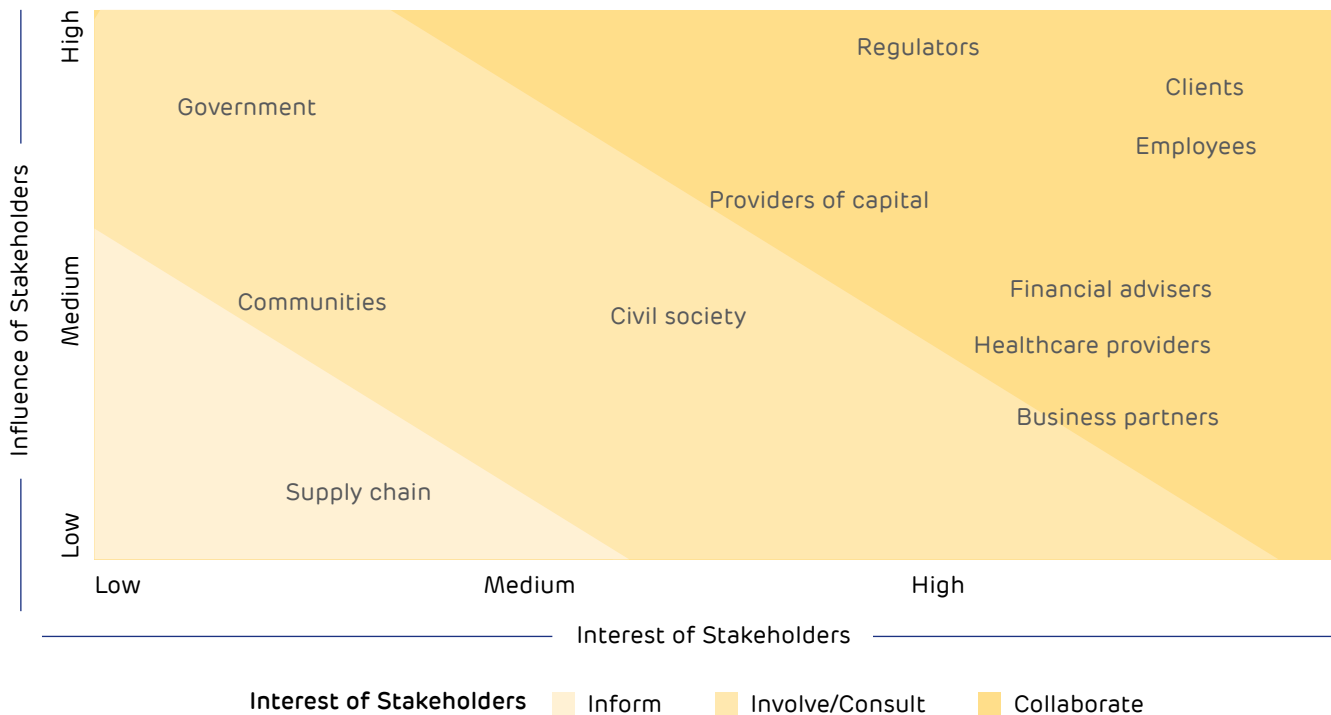 High
Regulators
Clients
Government
Employees
Providers of capital
Influence of Stakeholders
Medium
Financial advisers
Communities
Civil society
Healthcare providers
Business partners
Supply chain
Low
Low Medium High
Interest of Stakeholders
Interest of Stakeholders Inform Involve/Consult Collaborate